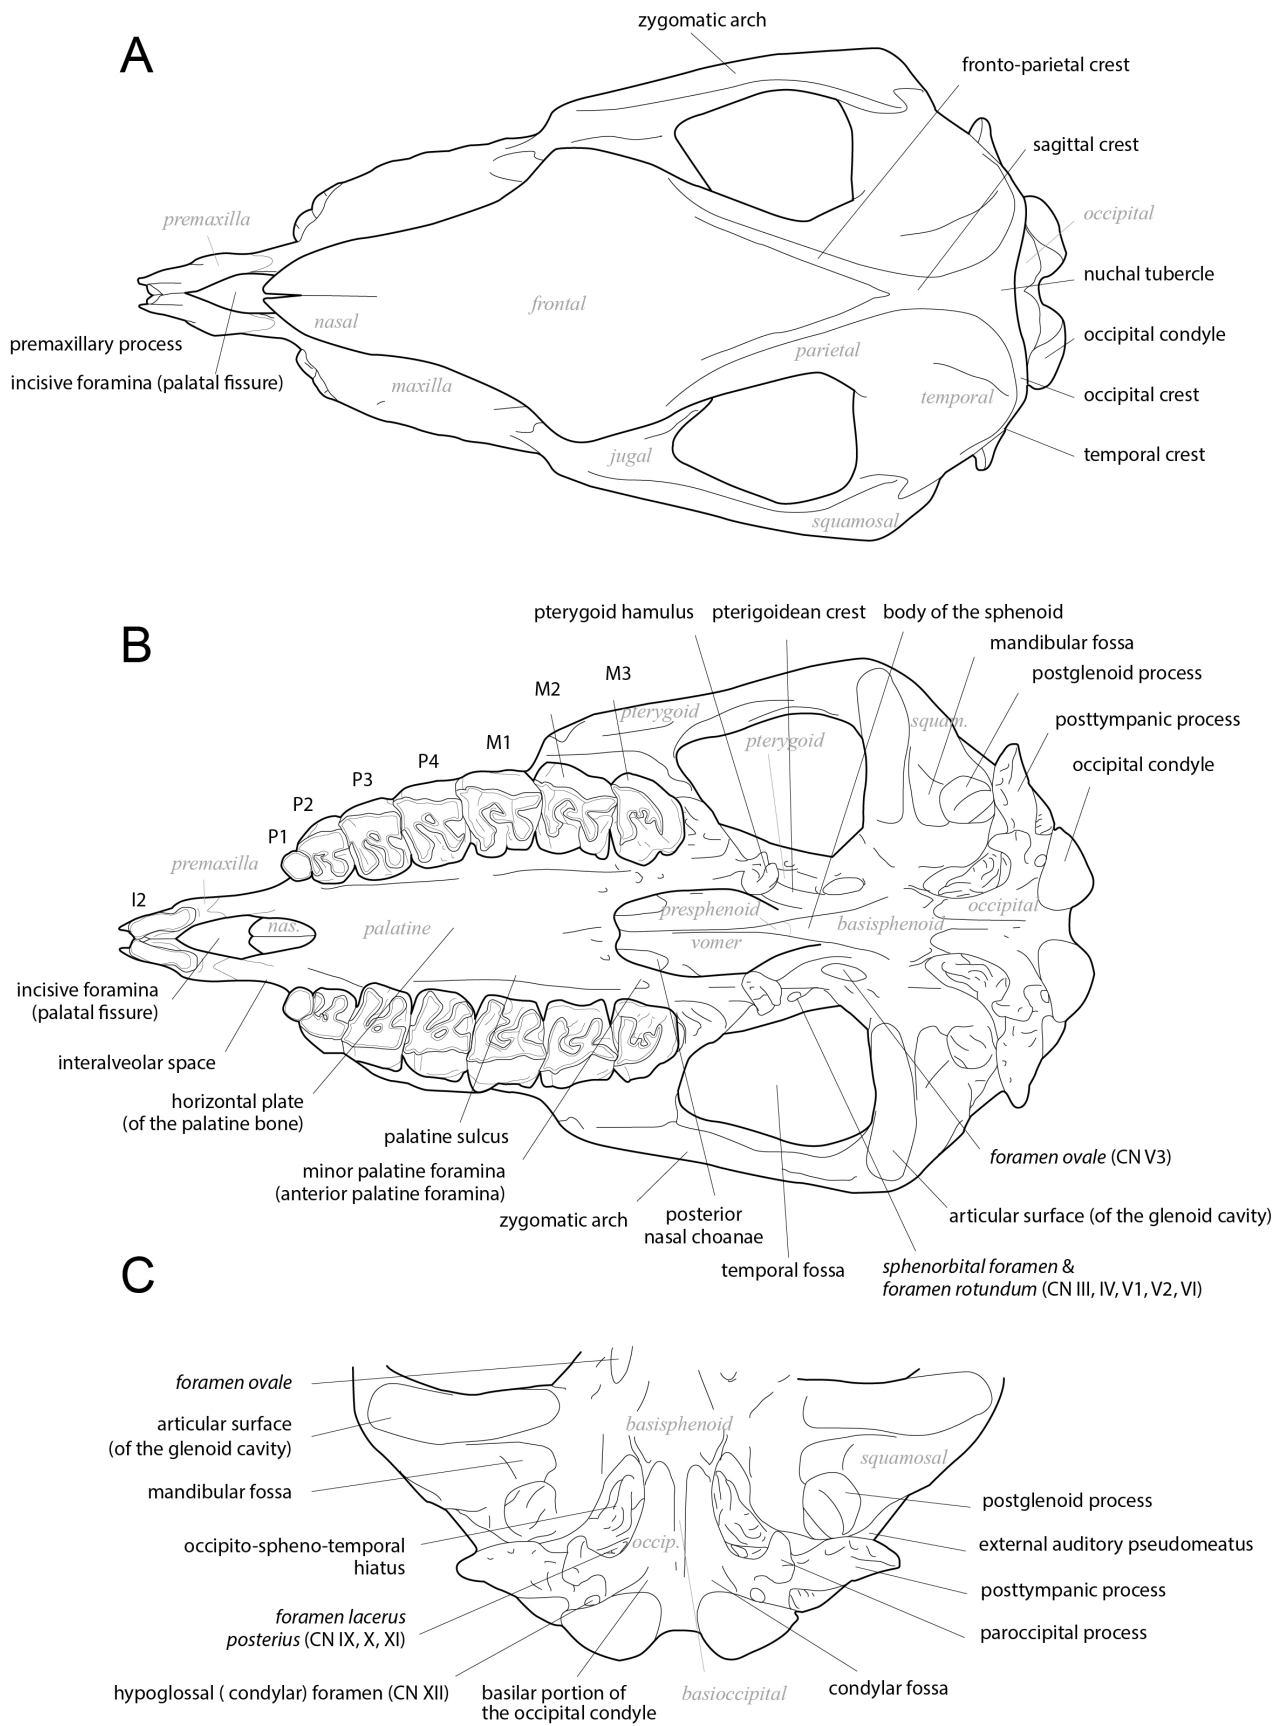 A
zygomatic arch
fronto-parietal crest
sagittal crest
premaxilla
occipital
nuchal tubercle
frontal
nasal
premaxillary process
occipital condyle
parietal
incisive foramina (palatal fissure)
maxilla
temporal
occipital crest
jugal
temporal crest
squamosal
B
pterygoid hamulus
pterigoidean crest
body of the sphenoid
mandibular fossa
postglenoid process
M3
M2
pterygoid
squam.
posttympanic process
M1
pterygoid
P4
occipital condyle
P3
P2
P1
premaxilla
I2
presphenoid
occipital
nas.
palatine
basisphenoid
vomer
incisive foramina
(palatal fissure)
interalveolar space
horizontal plate
(of the palatine bone)
palatine sulcus
minor palatine foramina
(anterior palatine foramina)
foramen ovale (CN V3)
zygomatic arch
posterior
nasal choanae
articular surface (of the glenoid cavity)
temporal fossa
sphenorbital foramen &
foramen rotundum (CN III, IV, V1, V2, VI)
C
foramen ovale
articular surface
(of the glenoid cavity)
basisphenoid
squamosal
mandibular fossa
postglenoid process
occipito-spheno-temporal
hiatus
occip.
external auditory pseudomeatus
posttympanic process
foramen lacerus
posterius (CN IX, X, XI)
paroccipital process
hypoglossal ( condylar) foramen (CN XII)
basilar portion of
the occipital condyle
basioccipital
condylar fossa